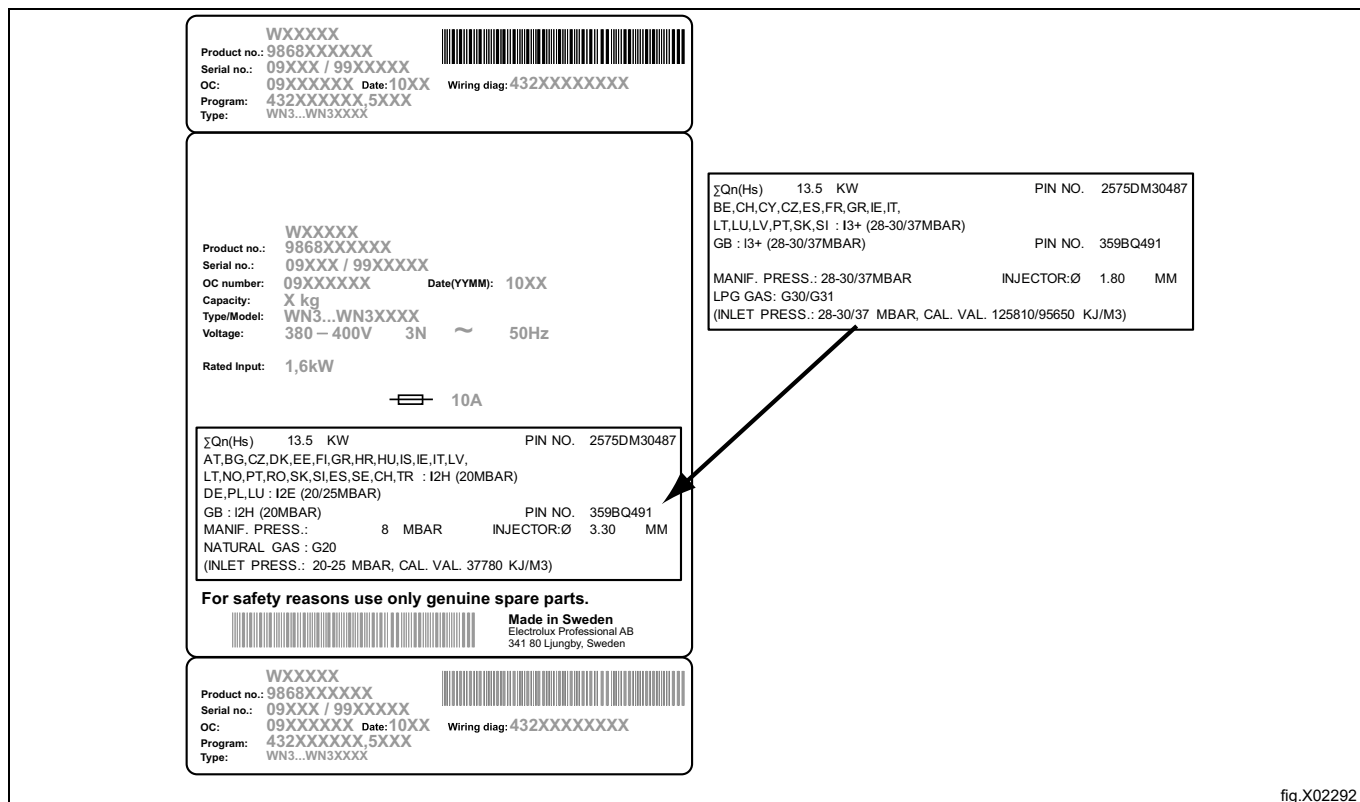 WXXXXX
Product no.: 9868XXXXXX
Serial no.: 09XXX / 99XXXXX
OC: 09XXXXXX Date: 10XX Wiring diag: 432XXXXXXXX
Program: 432XXXXXX,5XXX
Type: WN3...WN3XXXX
WXXXXX
Product no.: 9868XXXXXX
Serial no.: 09XXX / 99XXXXX
OC number: 09XXXXXX Date(YYMM): 10XX
Capacity: X kg
Type/Model: WN3...WN3XXXX
Voltage: 380 – 400V 3N ~ 50Hz
Rated Input: 1,6kW
10A
∑Qn(Hs) 13.5 KW PIN NO. 2575DM30487
AT,BG,CZ,DK,EE,FI,GR,HR,HU,IS,IE,IT,LV,
LT,NO,PT,RO,SK,SI,ES,SE,CH,TR : I2H (20MBAR)
DE,PL,LU : I2E (20/25MBAR)
GB : I2H (20MBAR) PIN NO. 359BQ491
MANIF. PRESS.: 8 MBAR INJECTOR:Ø 3.30 MM
NATURAL GAS : G20
(INLET PRESS.: 20-25 MBAR, CAL. VAL. 37780 KJ/M3)
For safety reasons use only genuine spare parts.
Made in Sweden
Electrolux Professional AB
341 80 Ljungby, Sweden
WXXXXX
Product no.: 9868XXXXXX
Serial no.: 09XXX / 99XXXXX
OC: 09XXXXXX Date: 10XX Wiring diag: 432XXXXXXXX
Program: 432XXXXXX,5XXX
Type: WN3...WN3XXXX
∑Qn(Hs) 13.5 KW PIN NO. 2575DM30487
BE,CH,CY,CZ,ES,FR,GR,IE,IT,
LT,LU,LV,PT,SK,SI : I3+ (28-30/37MBAR)
GB : I3+ (28-30/37MBAR) PIN NO. 359BQ491
MANIF. PRESS.: 28-30/37MBAR INJECTOR:Ø 1.80 MM
LPG GAS: G30/G31
(INLET PRESS.: 28-30/37 MBAR, CAL. VAL. 125810/95650 KJ/M3)
fig.X02292